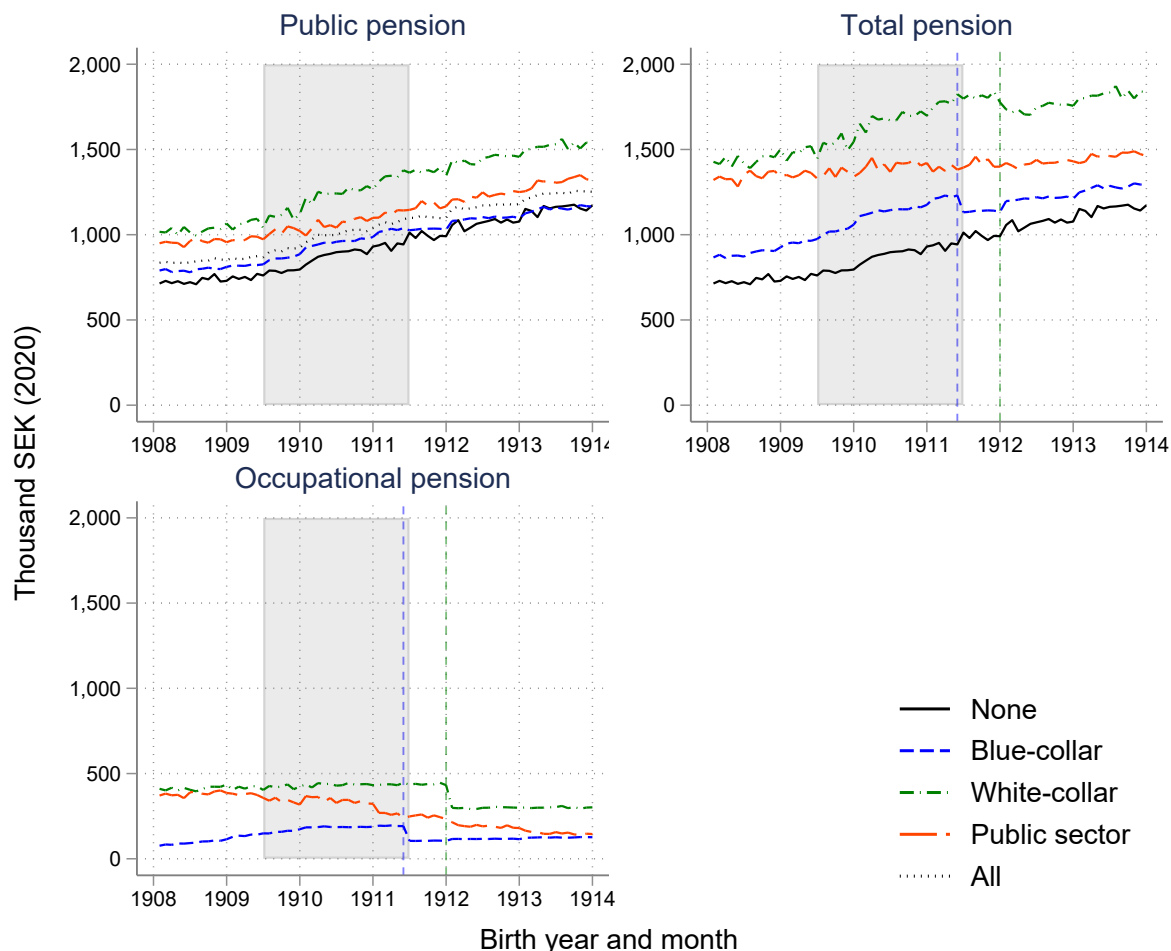 Public pension
Total pension
2,000
1,500
1,000
500
0
1908 1909 1910 1911 1912 1913 1914
2,000
1,500
1,000
500
0
1908 1909 1910 1911 1912 1913 1914
Occupational pension
2,000
1,500
1,000
500
0
1908 1909 1910 1911 1912 1913 1914
Thousand SEK (2020)
Birth year and month
None
Blue-collar
White-collar
Public sector
All